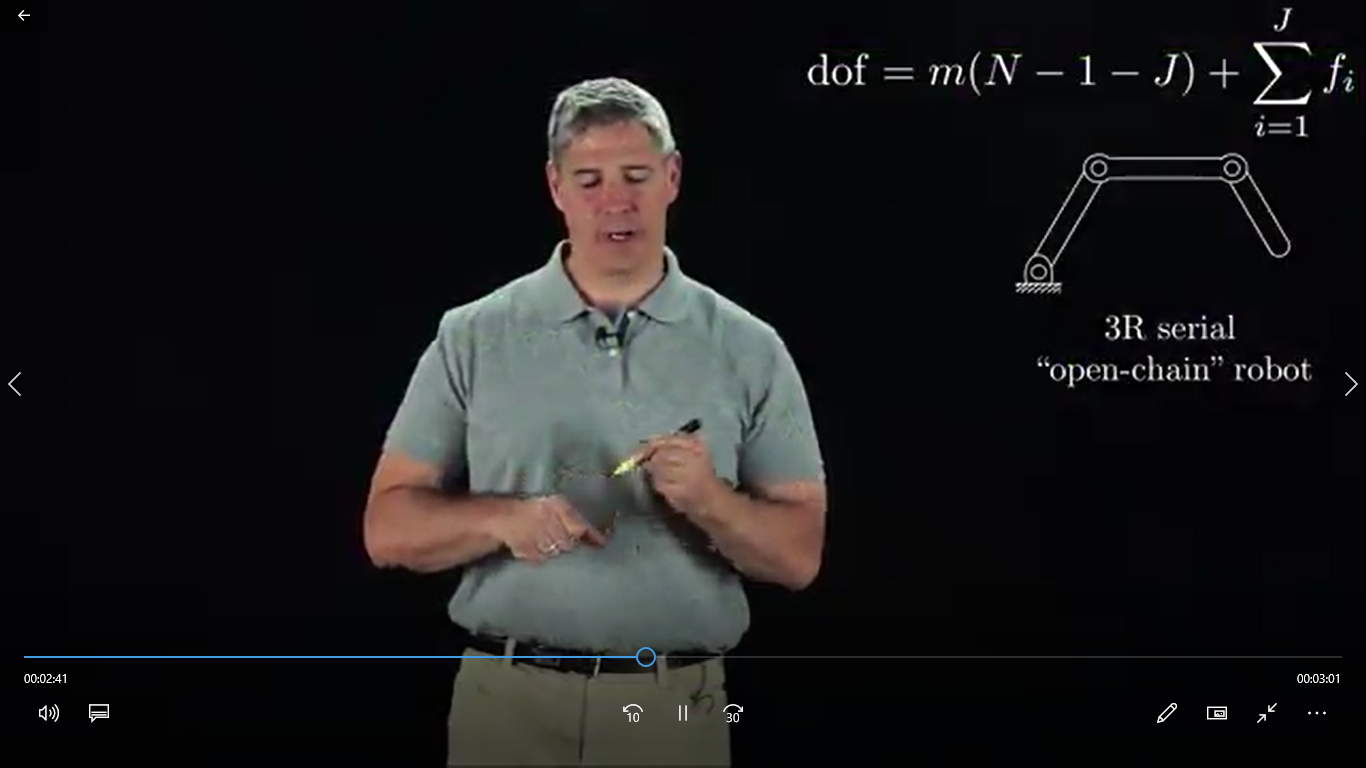 dof = m(N − 1 − J) + ∑_{i=1}^{J} f_i
3R serial
“open-chain” robot
00:02:41
00:03:01
10
30